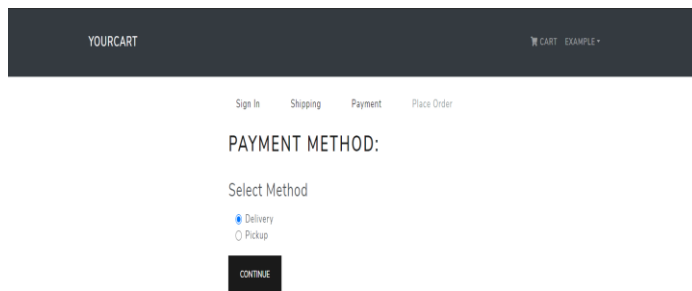 YOURCART CART EXAMPLE
Sign In Shipping Payment Place Order
PAYMENT METHOD:
Select Method
Delivery
Pickup
CONTINUE